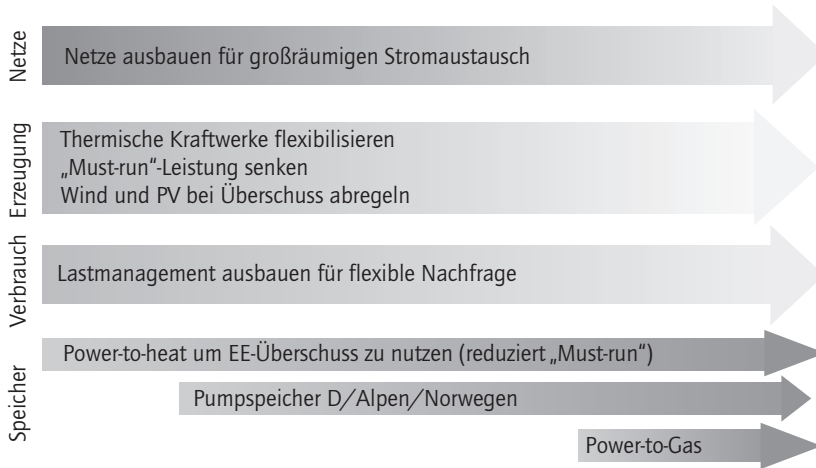 Netze
Netze ausbauen für großräumigen Stromaustausch
Erzeugung
Thermische Kraftwerke flexibilisieren
„Must-run“-Leistung senken
Wind und PV bei Überschuss abregeln
Verbrauch
Lastmanagement ausbauen für flexible Nachfrage
Speicher
Power-to-heat um EE-Überschuss zu nutzen (reduziert „Must-run“)
Pumpspeicher D/Alpen/Norwegen
Power-to-Gas